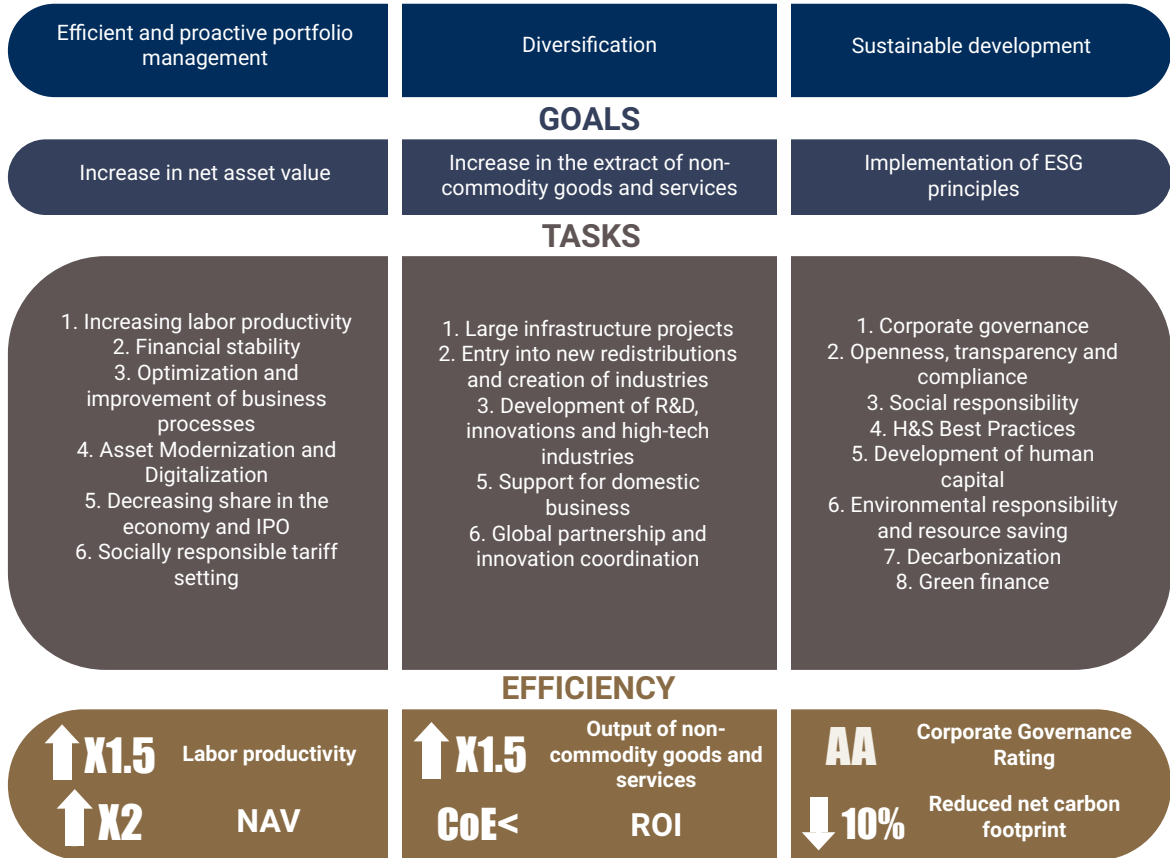 Efficient and proactive portfolio
management
Diversification
Sustainable development
GOALS
Increase in net asset value
Increase in the extract of non-
commodity goods and services
Implementation of ESG
principles
TASKS
1. Increasing labor productivity
2. Financial stability
3. Optimization and
improvement of business
processes
4. Asset Modernization and
Digitalization
5. Decreasing share in the
economy and IPO
6. Socially responsible tariff
setting
1. Large infrastructure projects
2. Entry into new redistributions
and creation of industries
3. Development of R&D,
innovations and high-tech
industries
5. Support for domestic
business
6. Global partnership and
innovation coordination
1. Corporate governance
2. Openness, transparency and
compliance
3. Social responsibility
4. H&S Best Practices
5. Development of human
capital
6. Environmental responsibility
and resource saving
7. Decarbonization
8. Green finance
EFFICIENCY
X1.5 Labor productivity
X2 NAV
X1.5
Output of non-
commodity goods and
services
CoE< ROI
AA
Corporate Governance
Rating
10%
Reduced net carbon
footprint